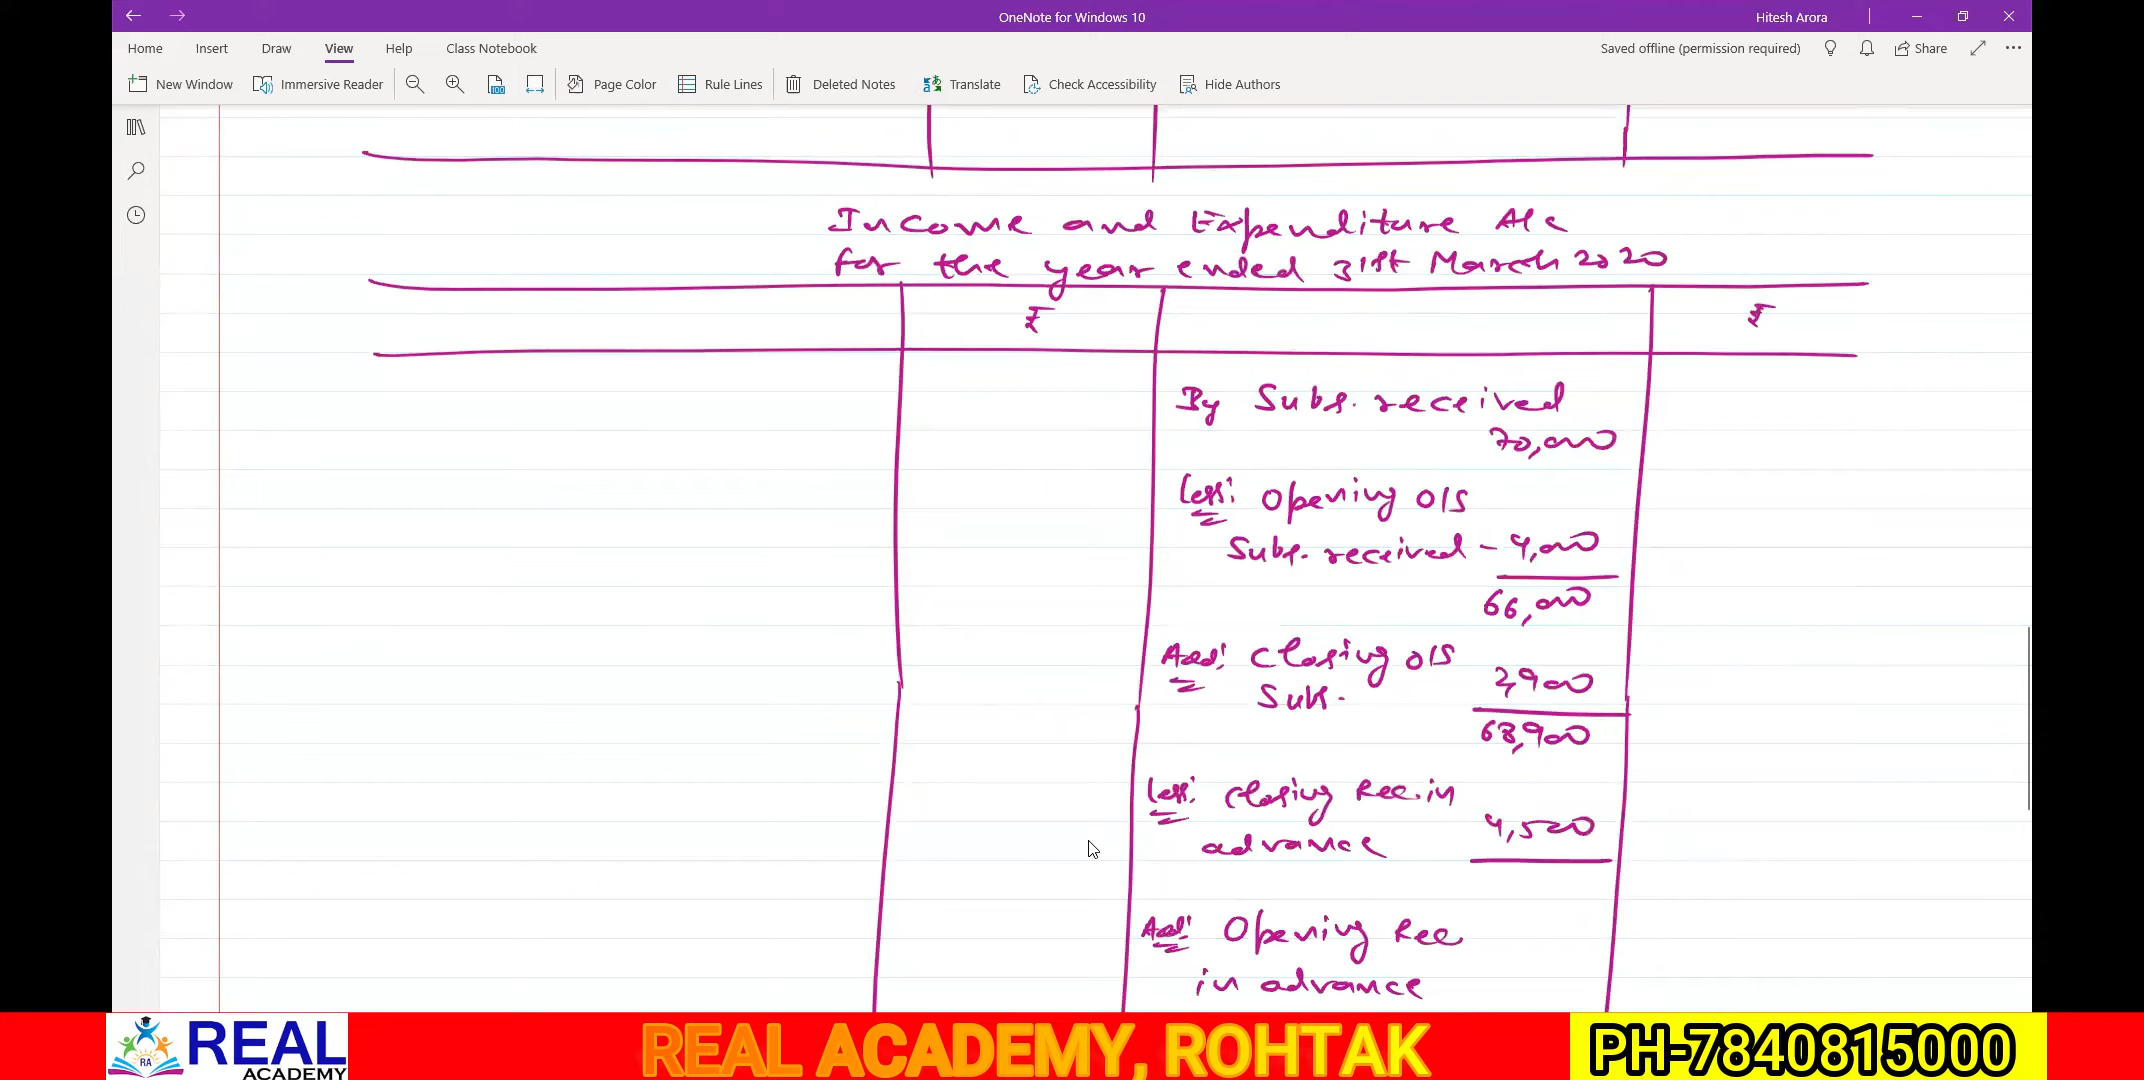 OneNote for Windows 10
Hitesh Arora
Home Insert Draw View Help Class Notebook
Saved offline (permission required) Share
New Window Immersive Reader 100 Page Color Rule Lines Deleted Notes Translate Check Accessibility Hide Authors
Income and Expenditure A/c
for the year ended 31st March 2020
₹ ₹
By Subs. received
70,000
Less: Opening O/S
Subs. received - 4,000
66,000
Add: Closing O/S
Subs. 2,900
68,900
Less: Closing Rec. in
advance 4,500
Add: Opening Rec
in advance
RA REAL
ACADEMY
REAL ACADEMY, ROHTAK
PH-7840815000